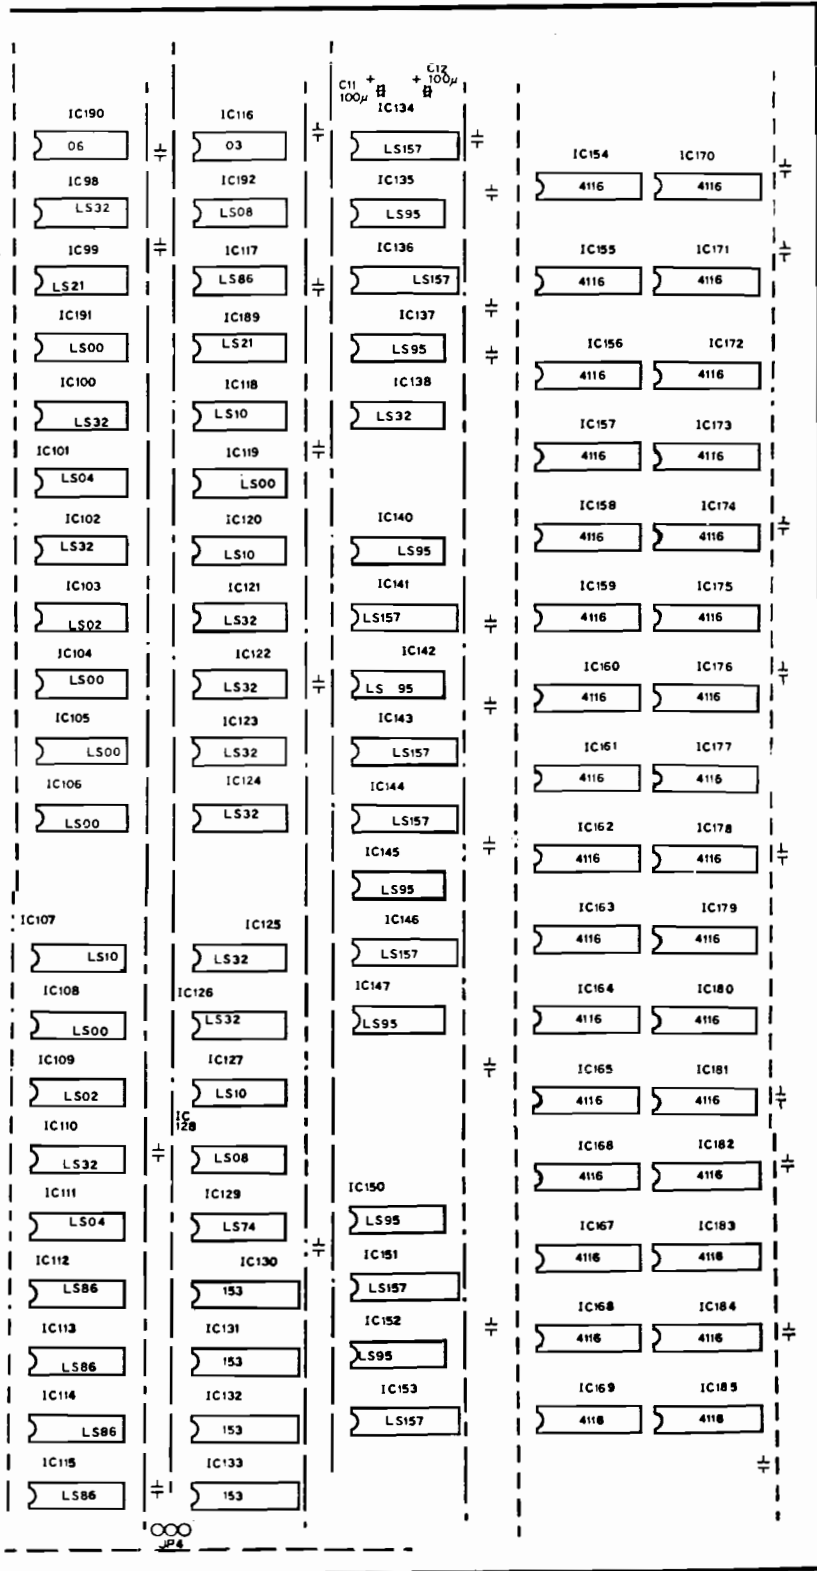 C11
100µ
+
+
C12
100µ
IC190
06
IC98
LS32
IC99
LS21
IC191
LS00
IC100
LS32
IC101
LS04
IC102
LS32
IC103
LS02
IC104
LS00
IC105
LS00
IC106
LS00
IC107
LS10
IC108
LS00
IC109
LS02
IC110
LS32
IC111
LS04
IC112
LS86
IC113
LS86
IC114
LS86
IC115
LS86
IC116
03
IC192
LS08
IC117
LS86
IC189
LS21
IC118
LS10
IC119
LS00
IC120
LS10
IC121
LS32
IC122
LS32
IC123
LS32
IC124
LS32
IC125
LS32
IC126
LS32
IC127
LS10
IC
128
LS08
IC129
LS74
IC130
153
IC131
153
IC132
153
IC133
153
JP4
IC134
LS157
IC135
LS95
IC136
LS157
IC137
LS95
IC138
LS32
IC140
LS95
IC141
LS157
IC142
LS 95
IC143
LS157
IC144
LS157
IC145
LS95
IC146
LS157
IC147
LS95
IC150
LS95
IC151
LS157
IC152
LS95
IC153
LS157
IC154
4116
IC155
4116
IC156
4116
IC157
4116
IC158
4116
IC159
4116
IC160
4116
IC161
4116
IC162
4116
IC163
4116
IC164
4116
IC165
4116
IC168
4116
IC167
4116
IC168
4116
IC169
4116
IC170
4116
IC171
4116
IC172
4116
IC173
4116
IC174
4116
IC175
4116
IC176
4116
IC177
4116
IC178
4116
IC179
4116
IC180
4116
IC181
4116
IC182
4116
IC183
4116
IC184
4116
IC185
4116